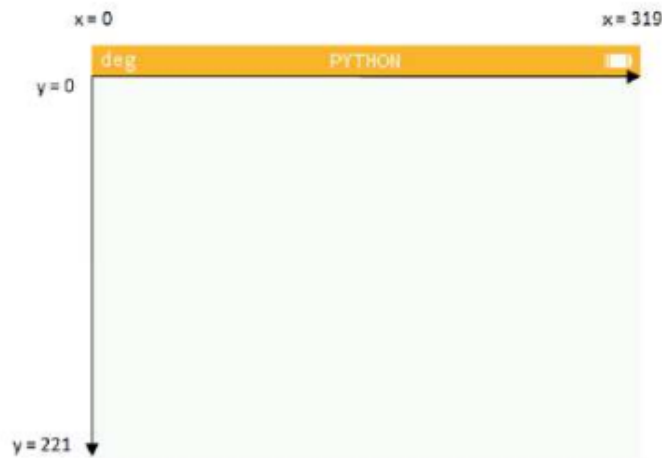 x = 0 x = 319
deg PYTHON
y = 0
y = 221